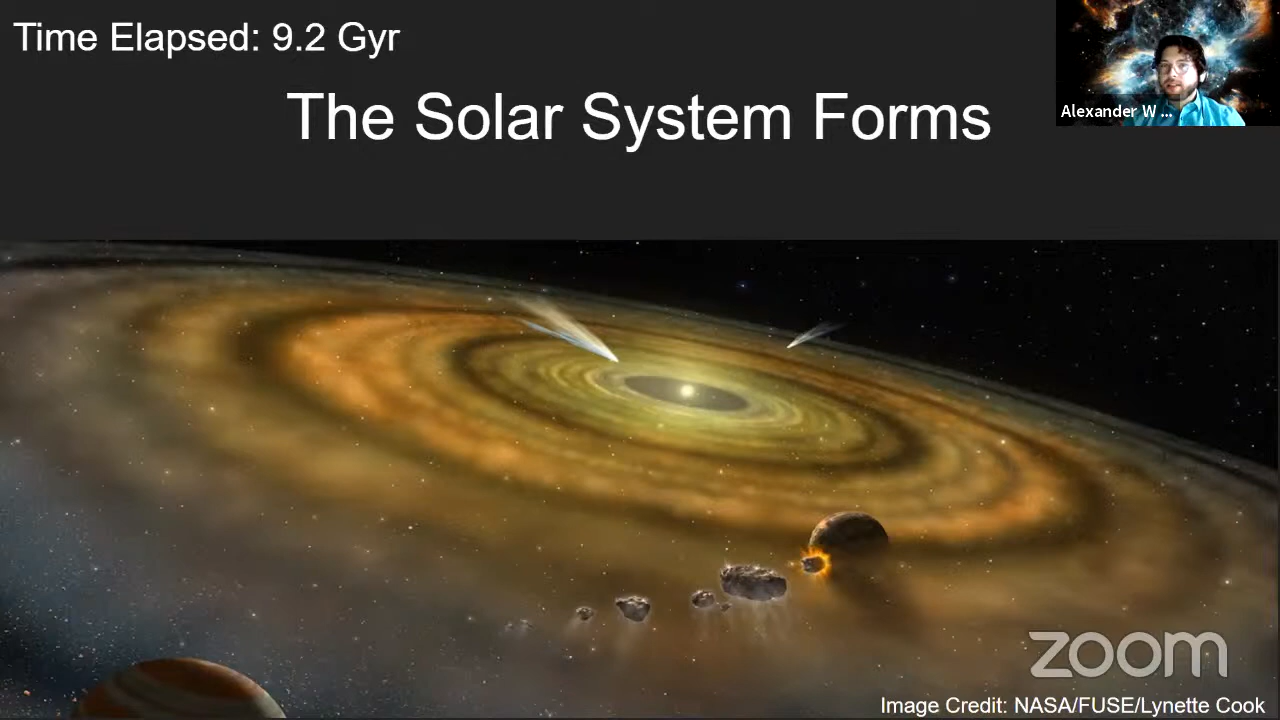 Time Elapsed: 9.2 Gyr
The Solar System Forms
Alexander W ...
zoom
Image Credit: NASA/FUSE/Lynette Cook